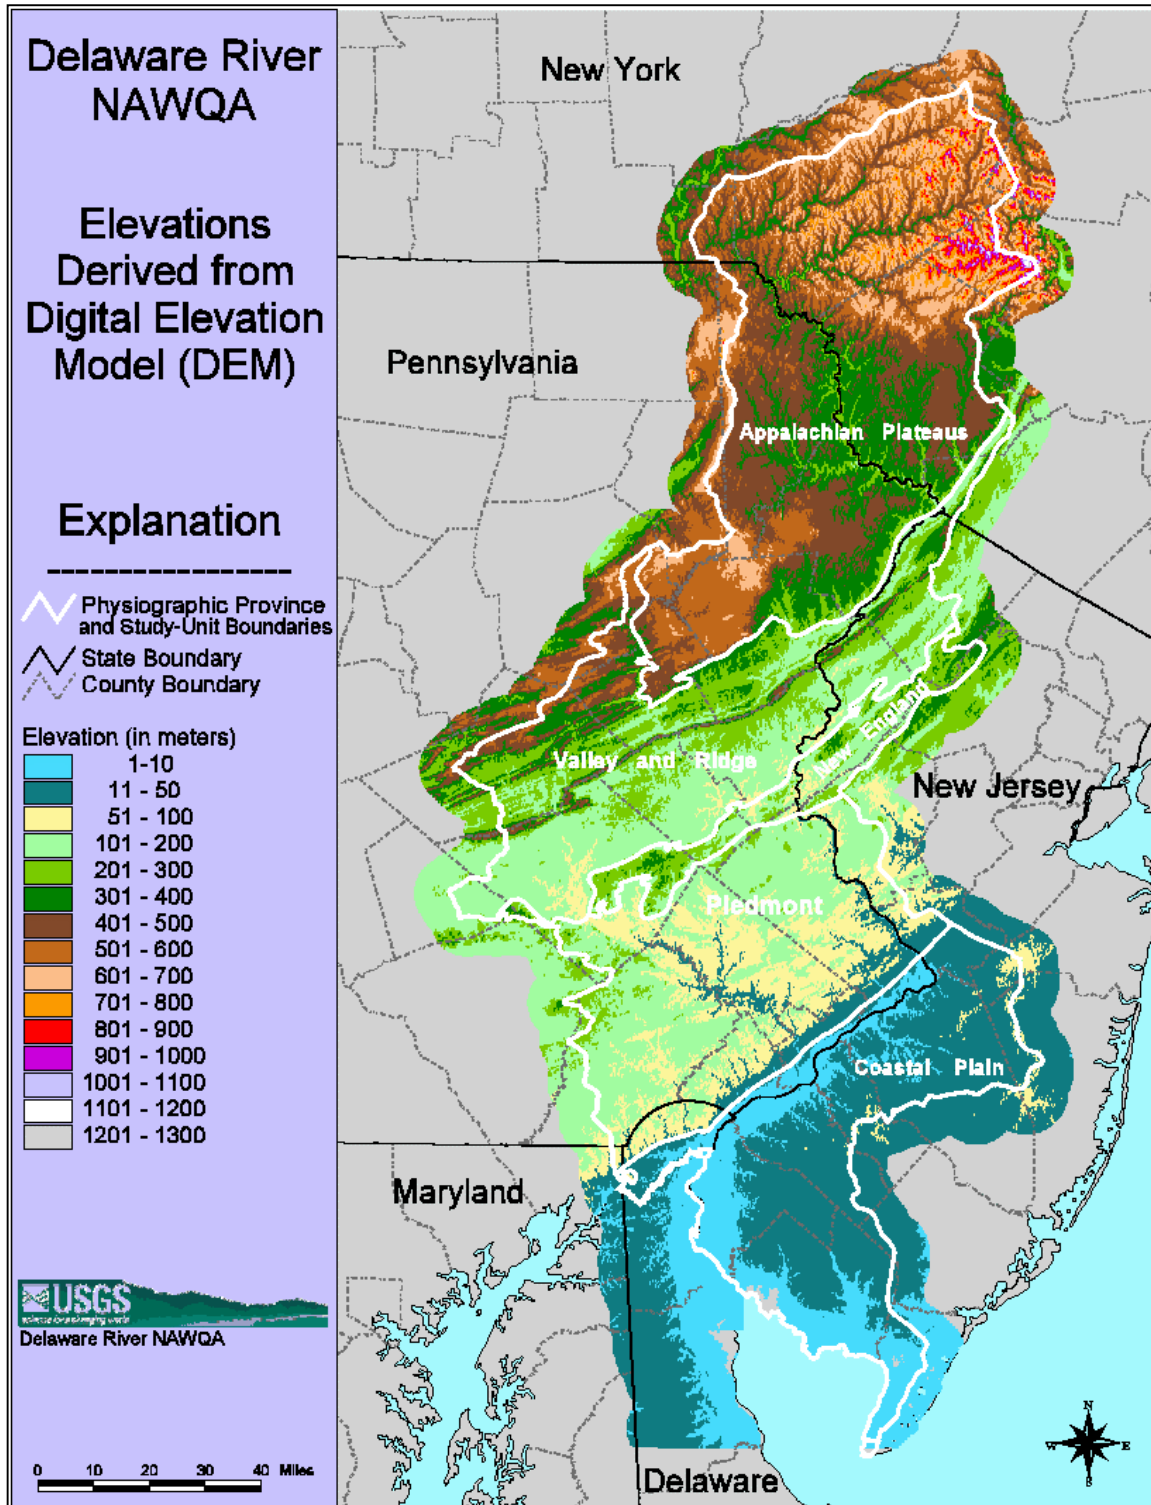 Delaware River
NAWQA
Elevations
Derived from
Digital Elevation
Model (DEM)
Explanation
Physiographic Province
and Study-Unit Boundaries
State Boundary
County Boundary
Elevation (in meters)
1-10
11 - 50
51 - 100
101 - 200
201 - 300
301 - 400
401 - 500
501 - 600
601 - 700
701 - 800
801 - 900
901 - 1000
1001 - 1100
1101 - 1200
1201 - 1300
USGS
Delaware River NAWQA
0 10 20 30 40 Miles
New York
Pennsylvania
Appalachian Plateaus
Valley and Ridge
New England
New Jersey
Piedmont
Coastal Plain
Maryland
Delaware
N
W E
S